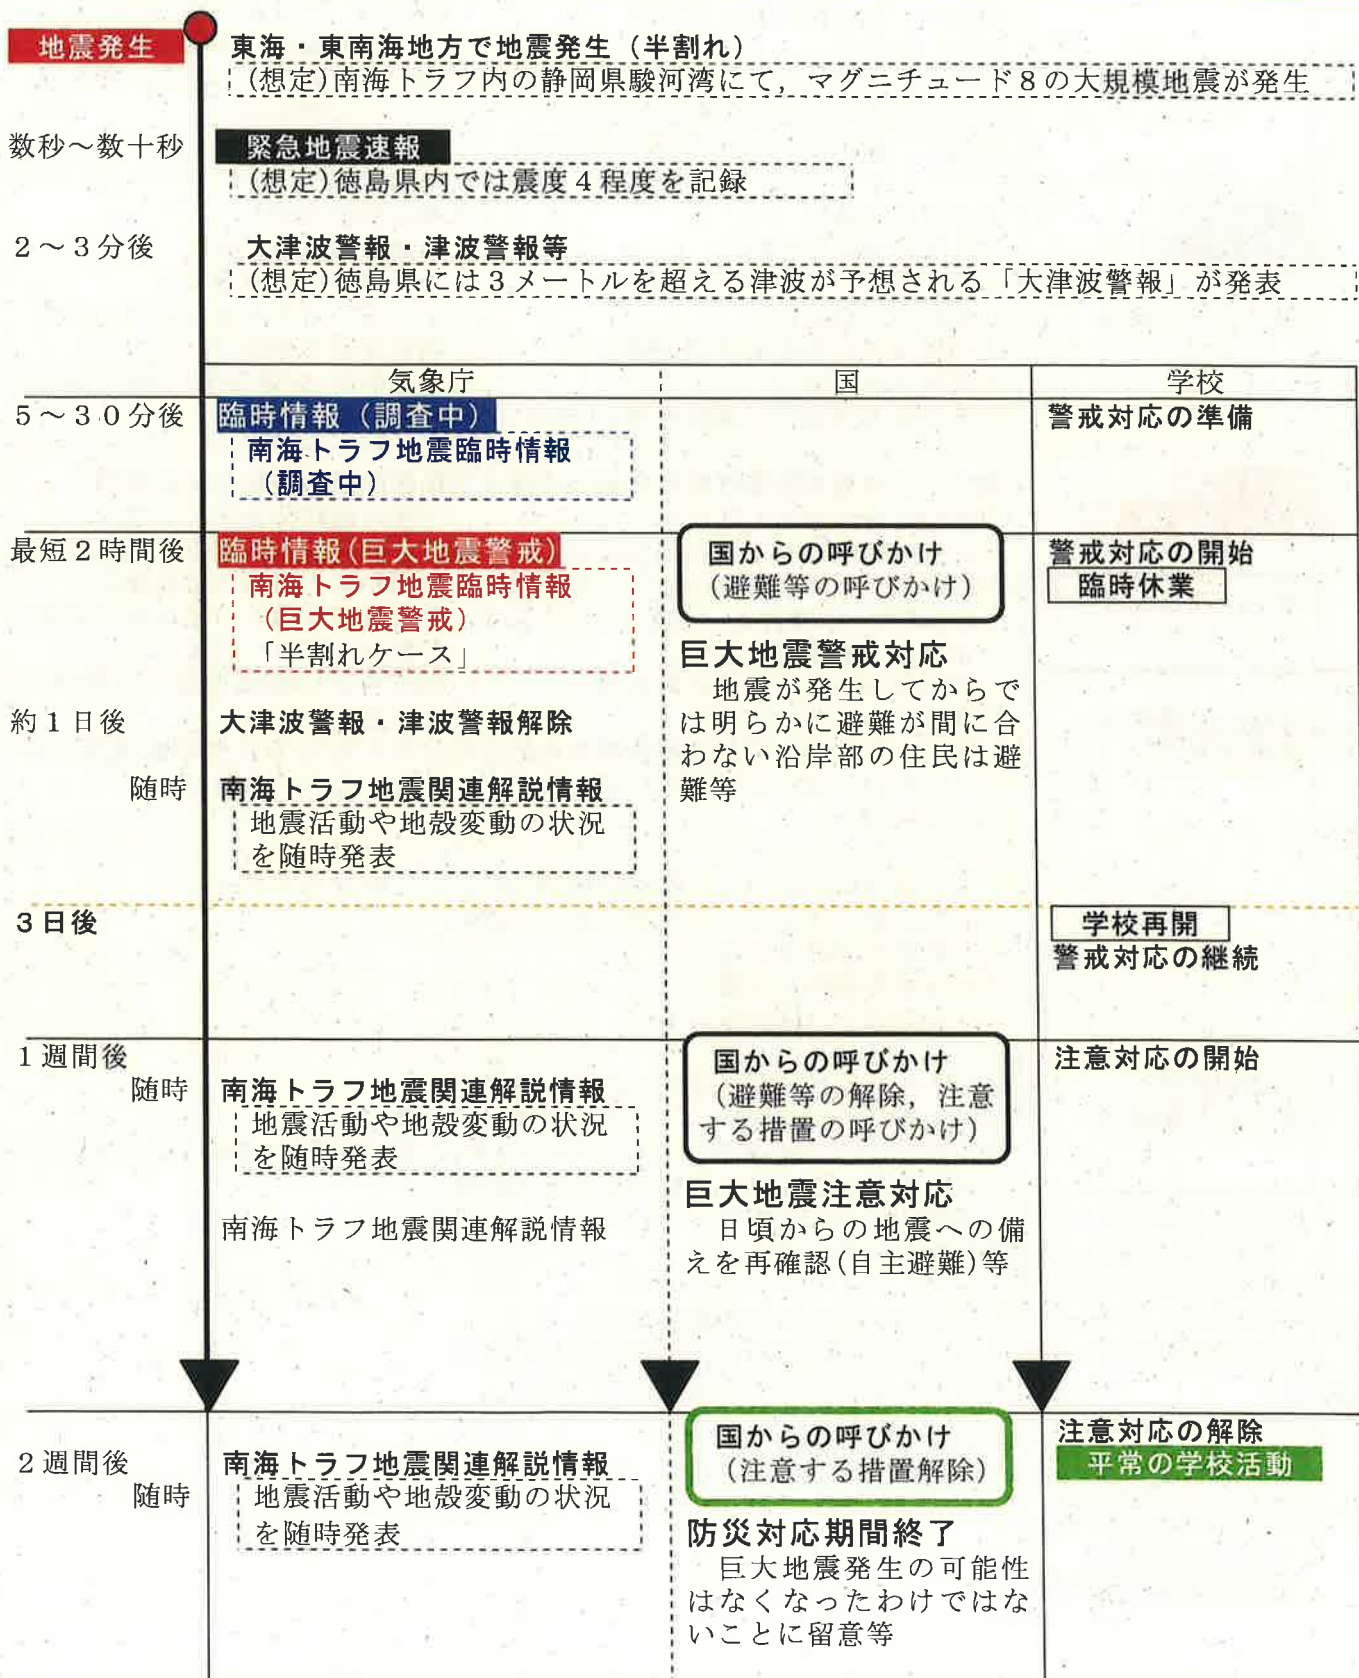 地震発生
東海・東南海地方で地震発生（半割れ）
(想定)南海トラフ内の静岡県駿河湾にて，マグニチュード８の大規模地震が発生
数秒～数十秒
緊急地震速報
(想定)徳島県内では震度４程度を記録
２～３分後
大津波警報・津波警報等
(想定)徳島県には３メートルを超える津波が予想される「大津波警報」が発表
気象庁
国
学校
５～３０分後
臨時情報（調査中）
南海トラフ地震臨時情報
（調査中）
警戒対応の準備
最短２時間後
臨時情報(巨大地震警戒)
南海トラフ地震臨時情報
（巨大地震警戒）
「半割れケース」
国からの呼びかけ
（避難等の呼びかけ）
巨大地震警戒対応
地震が発生してからで
は明らかに避難が間に合
わない沿岸部の住民は避
難等
警戒対応の開始
臨時休業
約１日後
大津波警報・津波警報解除
随時
南海トラフ地震関連解説情報
地震活動や地殻変動の状況
を随時発表
３日後
学校再開
警戒対応の継続
１週間後
随時
南海トラフ地震関連解説情報
地震活動や地殻変動の状況
を随時発表
南海トラフ地震関連解説情報
国からの呼びかけ
（避難等の解除，注意
する措置の呼びかけ）
巨大地震注意対応
日頃からの地震への備
えを再確認(自主避難)等
注意対応の開始
２週間後
随時
南海トラフ地震関連解説情報
地震活動や地殻変動の状況
を随時発表
国からの呼びかけ
（注意する措置解除）
防災対応期間終了
巨大地震発生の可能性
はなくなったわけではな
いことに留意等
注意対応の解除
平常の学校活動